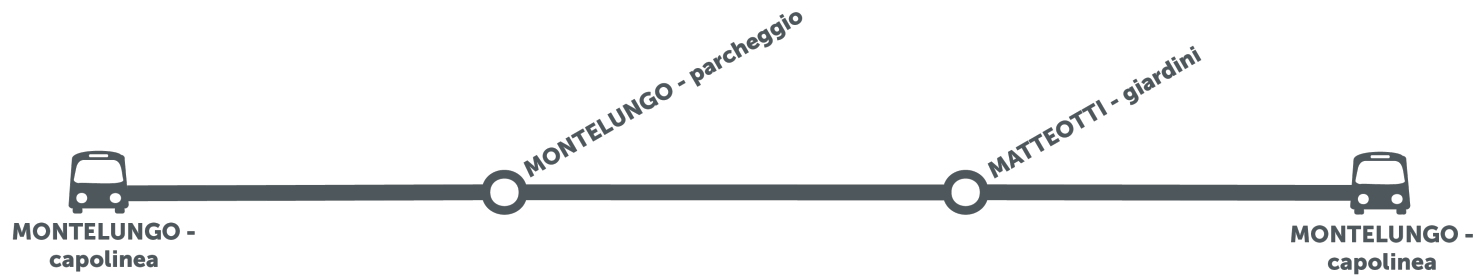 MONTELUNGO - parcheggio
MATTEOTTI - giardini
MONTELUNGO -
capolinea
MONTELUNGO -
capolinea